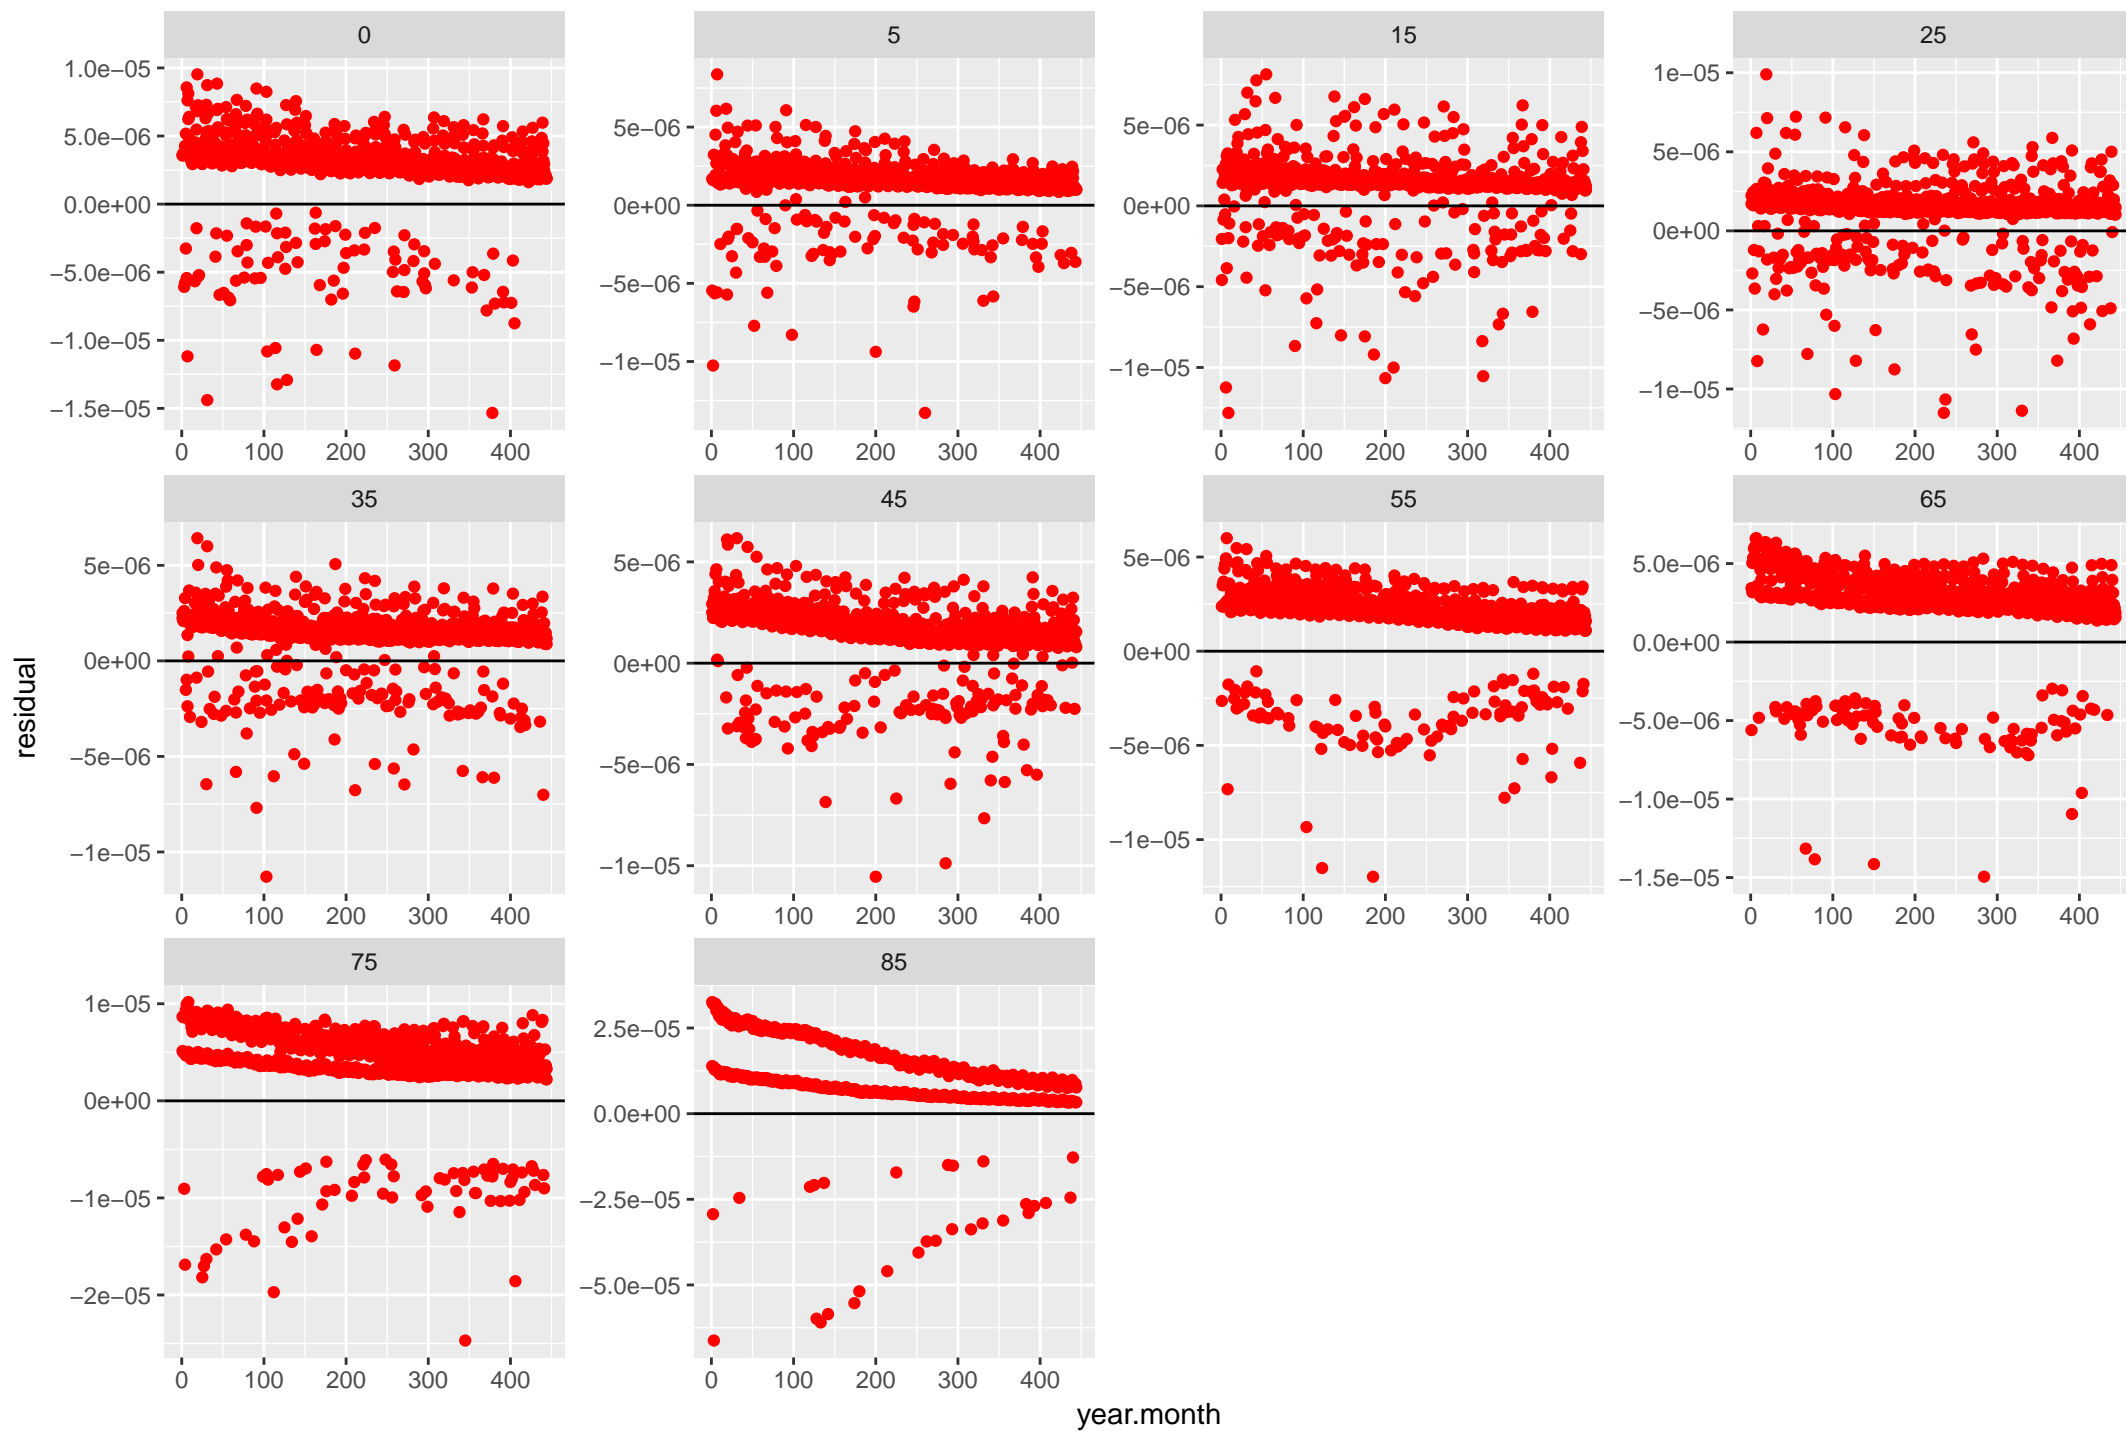 0 5 15 25
1.0e−05
5.0e−06
0.0e+00
−5.0e−06
−1.0e−05
−1.5e−05
0 100 200 300 400
5e−06
0e+00
−5e−06
−1e−05
0 100 200 300 400
5e−06
0e+00
−5e−06
−1e−05
0 100 200 300 400
1e−05
5e−06
0e+00
−5e−06
−1e−05
0 100 200 300 400
35 45 55 65
5e−06
0e+00
−5e−06
−1e−05
0 100 200 300 400
5e−06
0e+00
−5e−06
−1e−05
0 100 200 300 400
5e−06
0e+00
−5e−06
−1e−05
0 100 200 300 400
5.0e−06
0.0e+00
−5.0e−06
−1.0e−05
−1.5e−05
0 100 200 300 400
75 85
1e−05
0e+00
−1e−05
−2e−05
0 100 200 300 400
2.5e−05
0.0e+00
−2.5e−05
−5.0e−05
0 100 200 300 400
residual
year.month